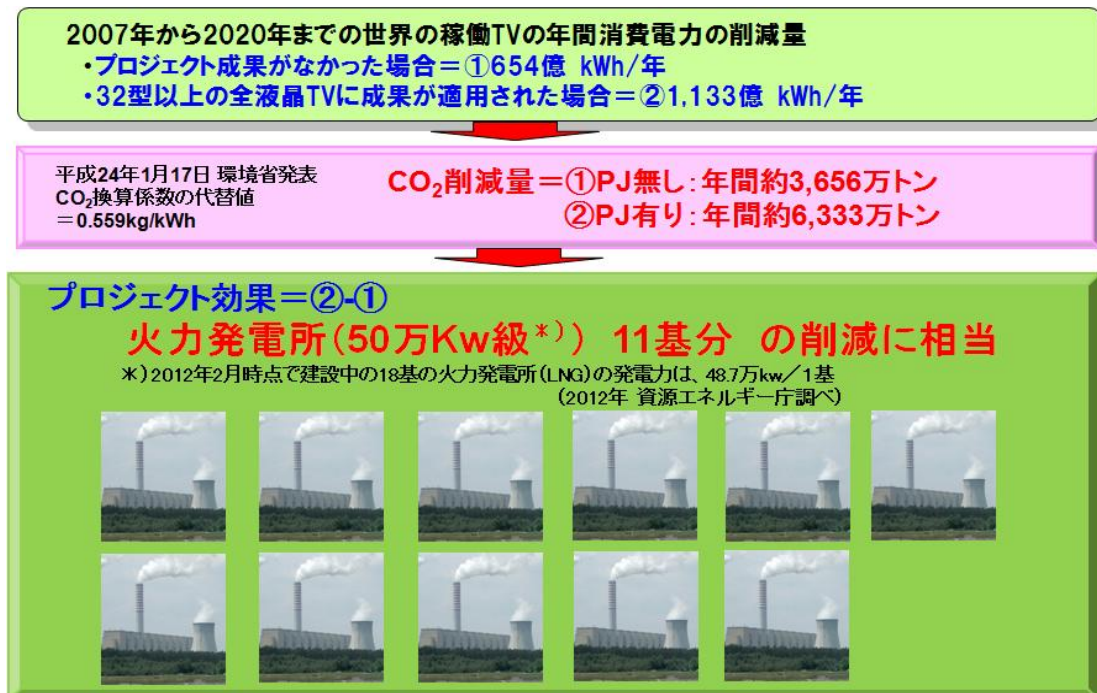 2007年から2020年までの世界の稼働TVの年間消費電力の削減量
・プロジェクト成果がなかった場合＝①654億 kWh/年
・32型以上の全液晶TVに成果が適用された場合＝②1,133億 kWh/年
平成24年1月17日 環境省発表
CO₂換算係数の代替値
＝0.559kg/kWh
CO₂削減量＝①PJ無し：年間約3,656万トン
②PJ有り：年間約6,333万トン
プロジェクト効果＝②-①
火力発電所(50万Kw級＊)) 11基分 の削減に相当
＊)2012年2月時点で建設中の18基の火力発電所(LNG)の発電力は、48.7万kw／1基
(2012年 資源エネルギー庁調べ)